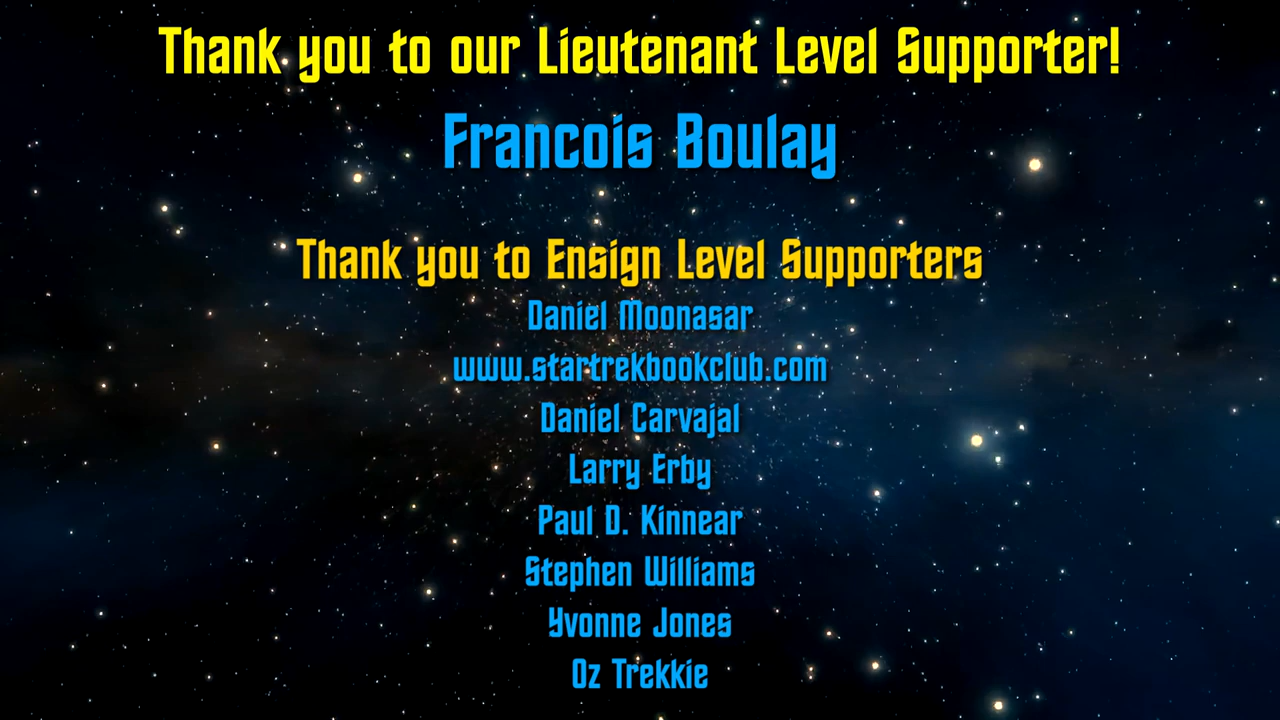 Thank you to our Lieutenant Level Supporter!
Francois Boulay
Thank you to Ensign Level Supporters
Daniel Moonasar
www.startrekbookclub.com
Daniel Carvajal
Larry Erby
Paul D. Kinnear
Stephen Williams
Yvonne Jones
Oz Trekkie